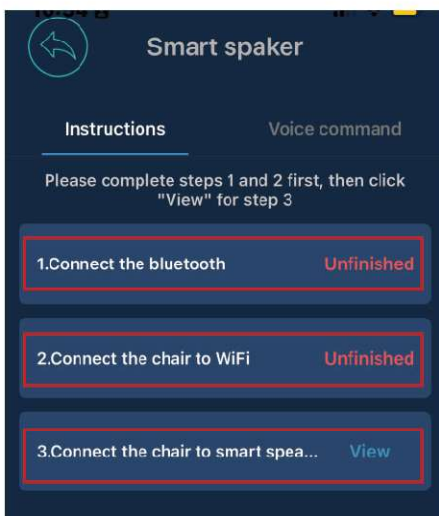 Smart spaker
Instructions
Voice command
Please complete steps 1 and 2 first, then click
"View" for step 3
1.Connect the bluetooth
Unfinished
2.Connect the chair to WiFi
Unfinished
3.Connect the chair to smart spea...
View